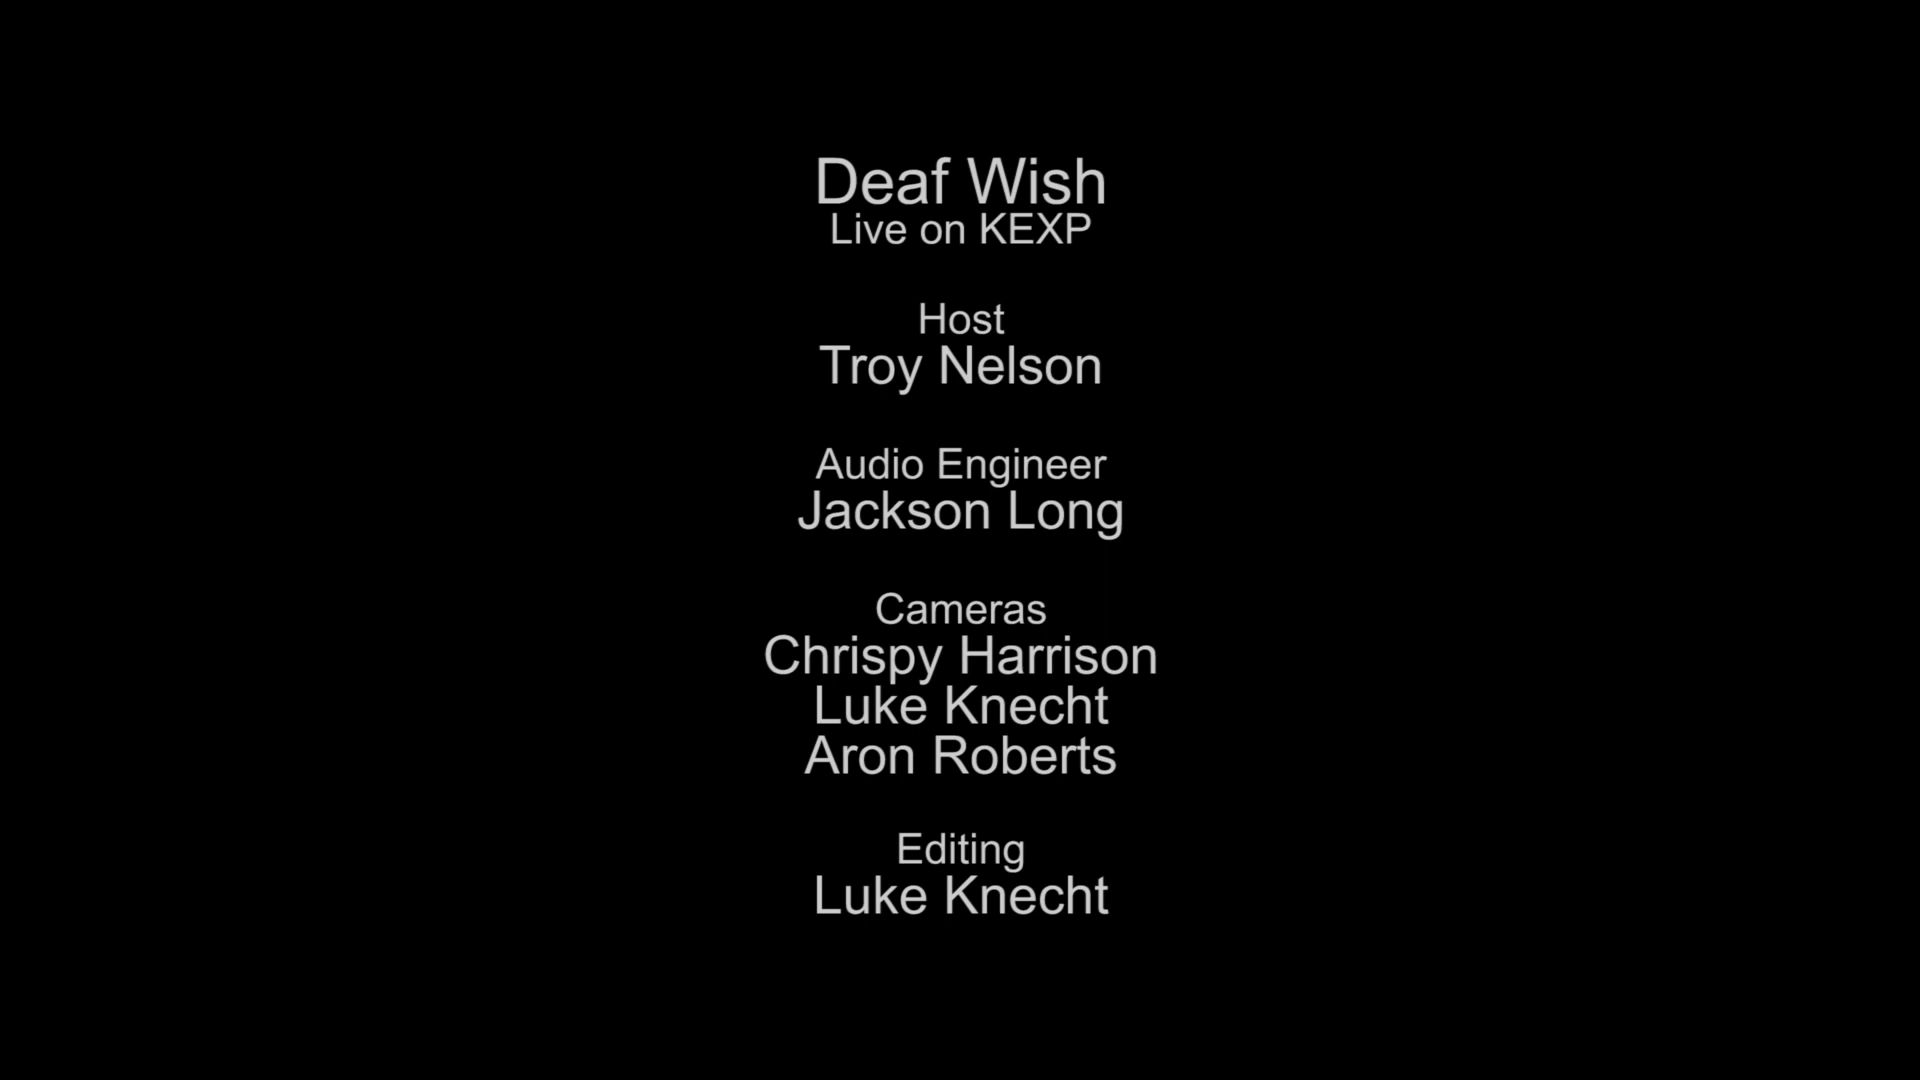 Deaf Wish
Live on KEXP
Host
Troy Nelson
Audio Engineer
Jackson Long
Cameras
Chrispy Harrison
Luke Knecht
Aron Roberts
Editing
Luke Knecht